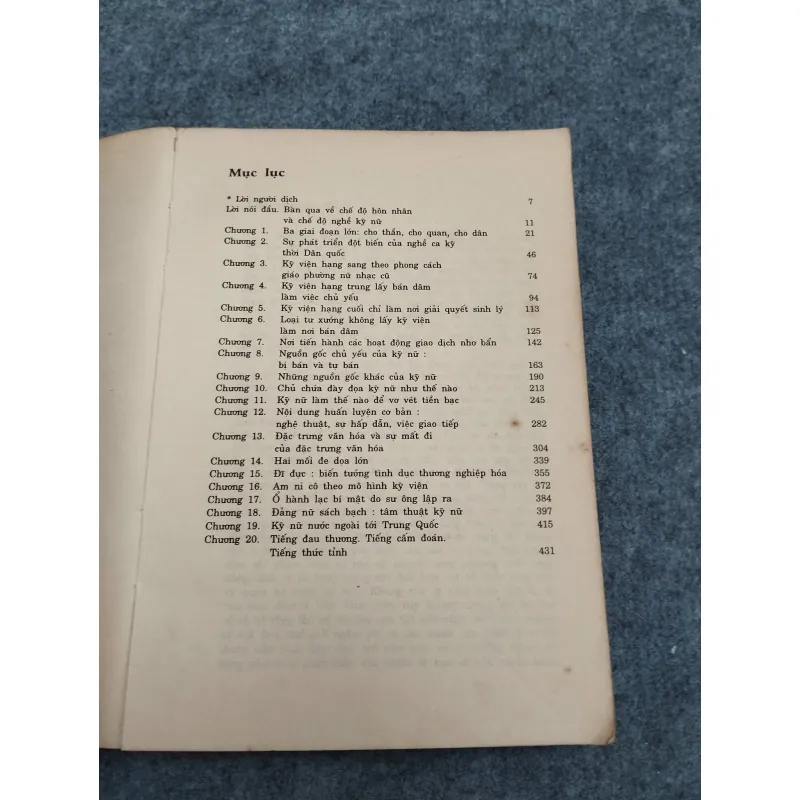 Mục lục
* Lời người dịch 7
Lời nói đầu. Bàn qua về chế độ hôn nhân
và chế độ nghề kỹ nữ 11
Chương 1. Ba giai đoạn lớn: cho thần, cho quan, cho dân 21
Chương 2. Sự phát triển đột biến của nghề ca kỹ
thời Dân quốc 46
Chương 3. Kỹ viện hạng sang theo phong cách
giáo phường nữ nhạc cũ 74
Chương 4. Kỹ viện hạng trung lấy bán dâm
làm việc chủ yếu 94
Chương 5. Kỹ viện hạng cuối chỉ làm nơi giải quyết sinh lý 113
Chương 6. Loại tư xướng không lấy kỹ viện
làm nơi bán dâm 125
Chương 7. Nơi tiến hành các hoạt động giao dịch nhơ bẩn 142
Chương 8. Nguồn gốc chủ yếu của kỹ nữ :
bị bán và tự bán 163
Chương 9. Những nguồn gốc khác của kỹ nữ 190
Chương 10. Chủ chứa đày đọa kỹ nữ như thế nào 213
Chương 11. Kỹ nữ làm thế nào để vơ vét tiền bạc 245
Chương 12. Nội dung huấn luyện cơ bản :
nghệ thuật, sự hấp dẫn, việc giao tiếp 282
Chương 13. Đặc trưng văn hóa và sự mất đi
của đặc trưng văn hóa 304
Chương 14. Hai mối đe dọa lớn 339
Chương 15. Đĩ đực : biến tướng tình dục thương nghiệp hóa 355
Chương 16. Am ni cô theo mô hình kỹ viện 372
Chương 17. Ổ hành lạc bí mật do sư ông lập ra 384
Chương 18. Đảng nữ sách bạch : tâm thuật kỹ nữ 397
Chương 19. Kỹ nữ nước ngoài tới Trung Quốc 415
Chương 20. Tiếng đau thương. Tiếng cấm đoán.
Tiếng thức tỉnh 431